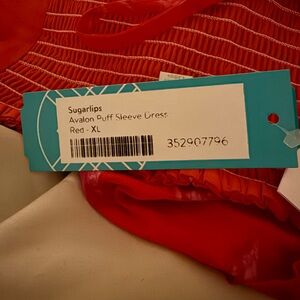 Sugarlips
Avalon Puff Sleeve Dress
Red - XL
352907796